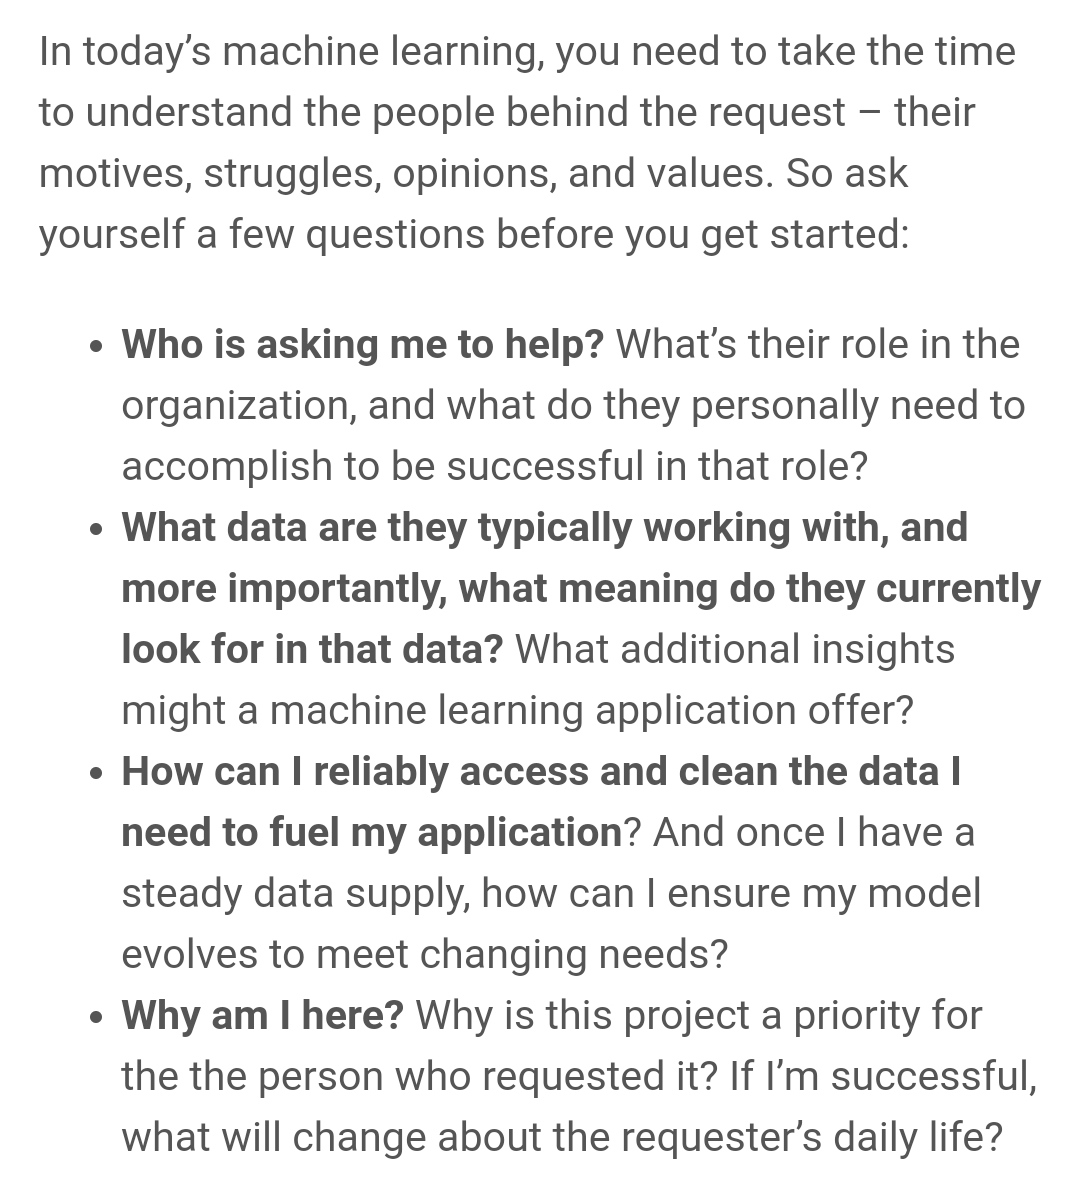 In today’s machine learning, you need to take the time
to understand the people behind the request – their
motives, struggles, opinions, and values. So ask
yourself a few questions before you get started:
• Who is asking me to help? What’s their role in the
organization, and what do they personally need to
accomplish to be successful in that role?
• What data are they typically working with, and
more importantly, what meaning do they currently
look for in that data? What additional insights
might a machine learning application offer?
• How can I reliably access and clean the data I
need to fuel my application? And once I have a
steady data supply, how can I ensure my model
evolves to meet changing needs?
• Why am I here? Why is this project a priority for
the the person who requested it? If I’m successful,
what will change about the requester’s daily life?